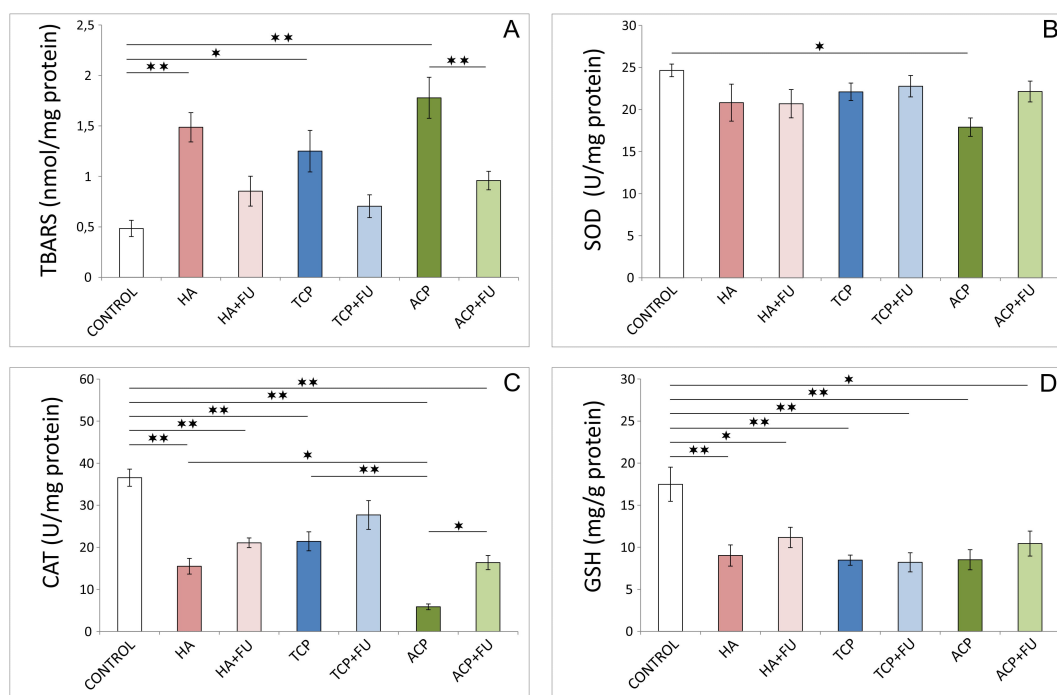 A
TBARS (nmol/mg protein)
2,5
2
1,5
1
0,5
0
CONTROL
HA
HA+FU
TCP
TCP+FU
ACP
ACP+FU
★★
★
★★
★★
B
SOD (U/mg protein)
30
25
20
15
10
5
0
CONTROL
HA
HA+FU
TCP
TCP+FU
ACP
ACP+FU
★
C
CAT (U/mg protein)
60
50
40
30
20
10
0
CONTROL
HA
HA+FU
TCP
TCP+FU
ACP
ACP+FU
★★
★★
★★
★★
★★
★
★★
★
D
GSH (mg/g protein)
30
25
20
15
10
5
0
CONTROL
HA
HA+FU
TCP
TCP+FU
ACP
ACP+FU
★
★★
★★
★★
★
★★